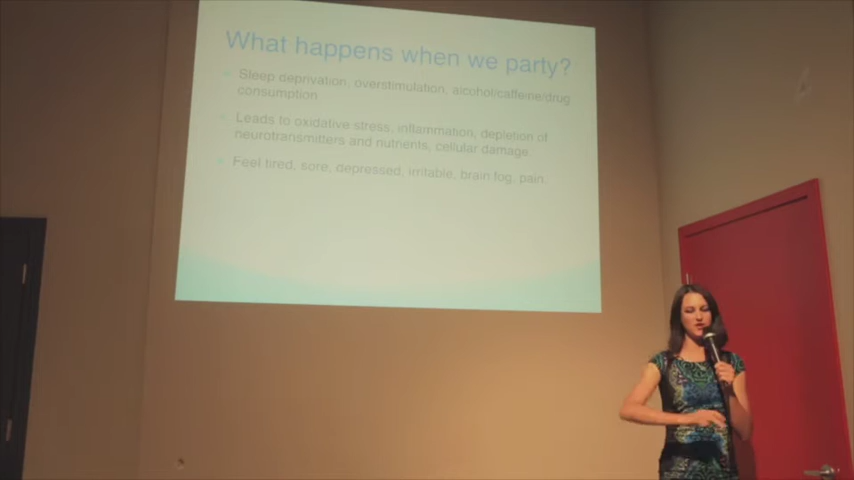 What happens when we party?
Sleep deprivation, overstimulation, alcohol/caffeine/drug
consumption
Leads to oxidative stress, inflammation, depletion of
neurotransmitters and nutrients, cellular damage
Feel tired, sore, depressed, irritable, brain fog, pain